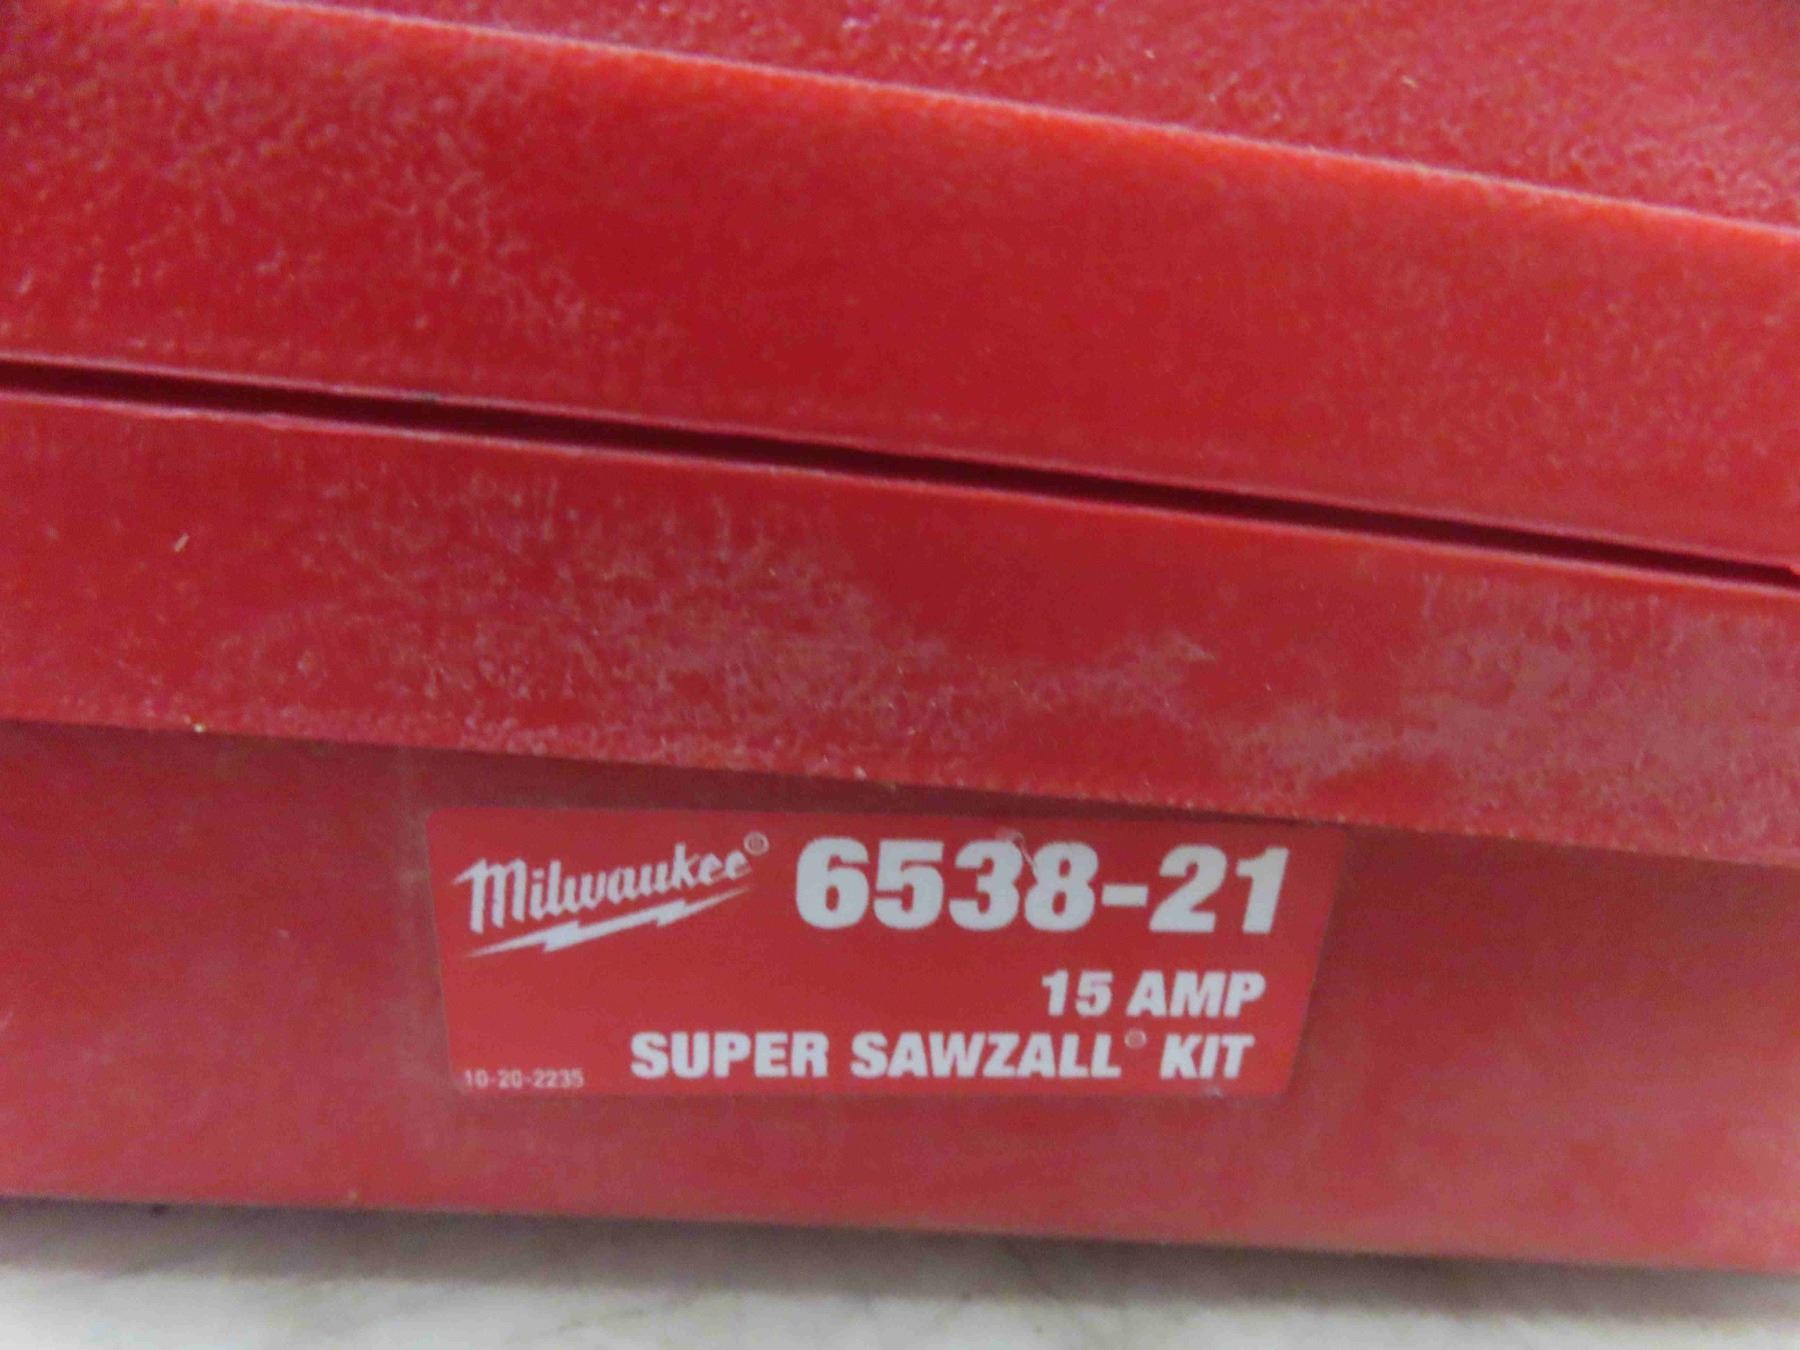 Milwaukee® 6538-21
15 AMP
SUPER SAWZALL® KIT
10-20-2235